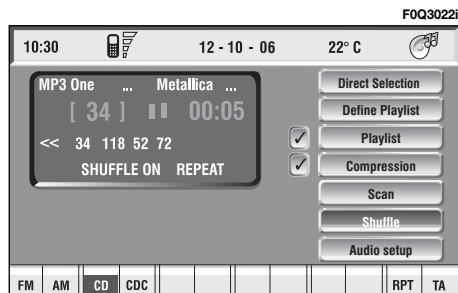 F0Q3022i
10:30 12 - 10 - 06 22° C
MP3 One ... Metallica ...
[ 34 ] 00:05
<< 34 118 52 72
SHUFFLE ON REPEAT
Direct Selection
Define Playlist
Playlist
Compression
Scan
Shuffle
Audio setup
FM AM CD CDC RPT TA